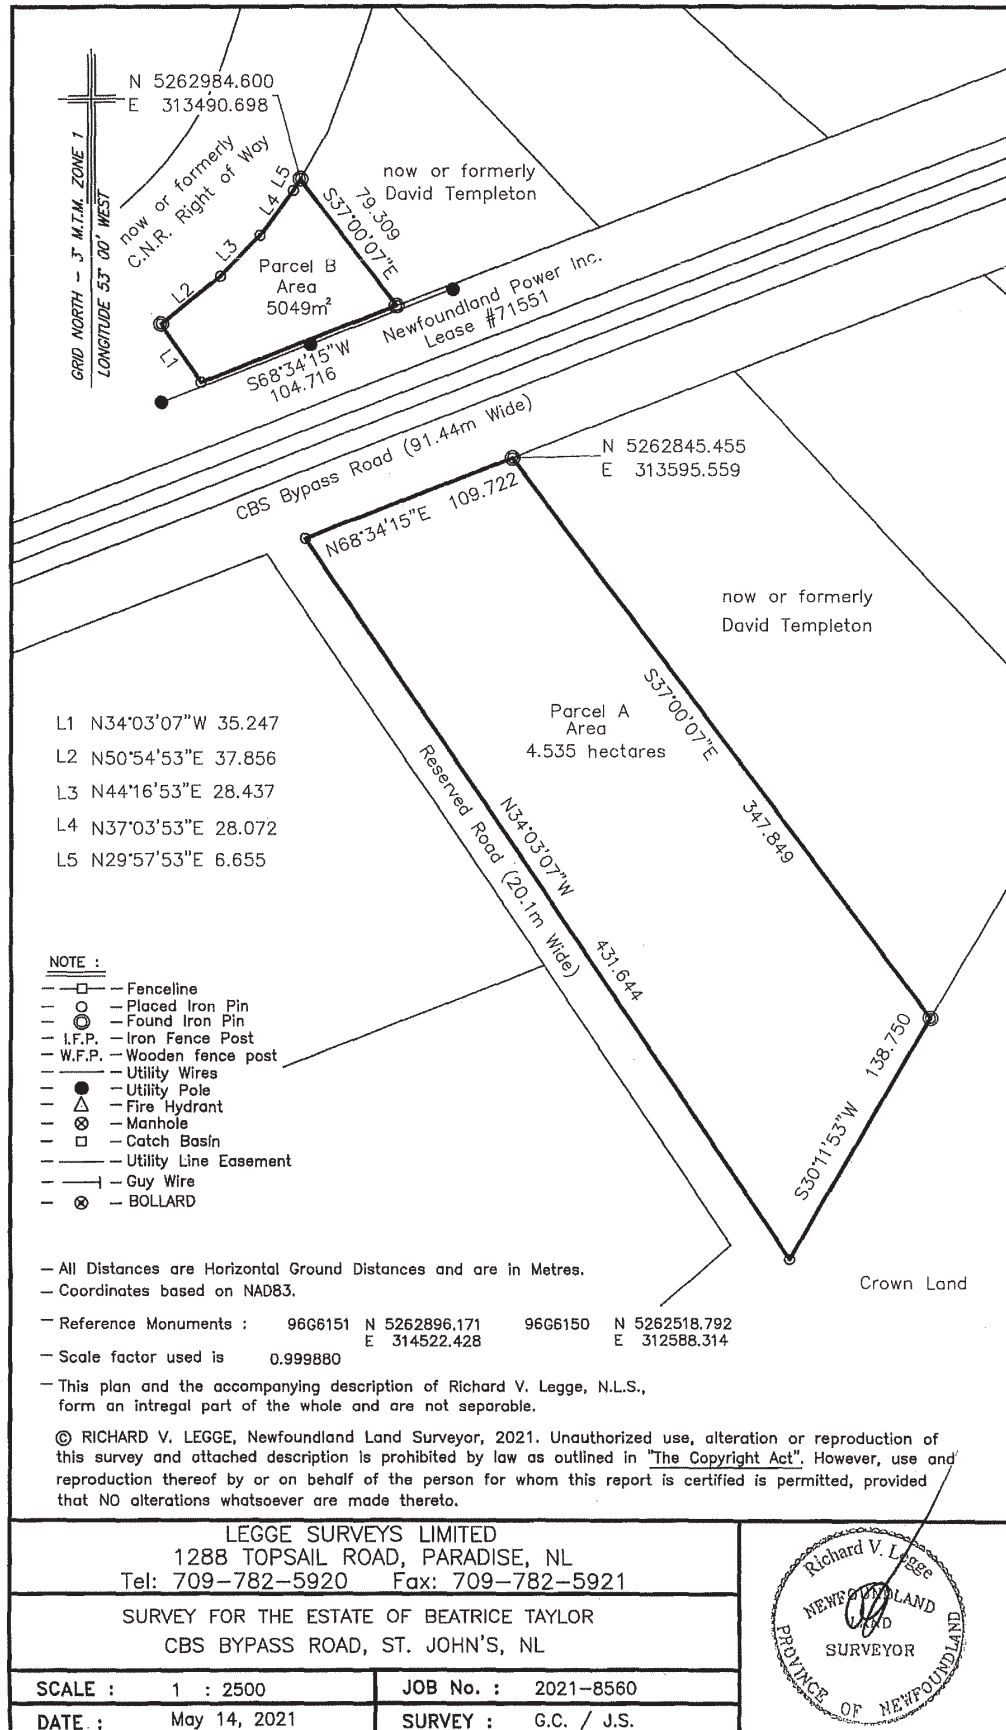 N 5262984.600
E 313490.698
GRID NORTH - 3° M.T.M. ZONE 1
LONGITUDE 53° 00' WEST
now or formerly
C.N.R. Right of Way
now or formerly
David Templeton
L5
L4
L3
L2
L1
79.309
S37°00'07"E
Parcel B
Area
5049m²
Newfoundland Power Inc.
Lease #71551
S68°34'15"W
104.716
CBS Bypass Road (91.44m Wide)
N 5262845.455
E 313595.559
N68°34'15"E 109.722
now or formerly
David Templeton
S37°00'07"E
347.849
Parcel A
Area
4.535 hectares
L1 N34°03'07"W 35.247
L2 N50°54'53"E 37.856
L3 N44°16'53"E 28.437
L4 N37°03'53"E 28.072
L5 N29°57'53"E 6.655
Reserved Road (20.1m Wide)
N34°03'07"W
431.644
138.750
S30°11'53"W
Crown Land
NOTE :
— Fenceline
— Placed Iron Pin
— Found Iron Pin
— I.F.P. — Iron Fence Post
— W.F.P. — Wooden fence post
— Utility Wires
— Utility Pole
— Fire Hydrant
— Manhole
— Catch Basin
— Utility Line Easement
— Guy Wire
— BOLLARD
— All Distances are Horizontal Ground Distances and are in Metres.
— Coordinates based on NAD83.
— Reference Monuments : 96G6151 N 5262896.171 96G6150 N 5262518.792
E 314522.428 E 312588.314
— Scale factor used is 0.999880
— This plan and the accompanying description of Richard V. Legge, N.L.S.,
form an intregal part of the whole and are not separable.
© RICHARD V. LEGGE, Newfoundland Land Surveyor, 2021. Unauthorized use, alteration or reproduction of
this survey and attached description is prohibited by law as outlined in "The Copyright Act". However, use and
reproduction thereof by or on behalf of the person for whom this report is certified is permitted, provided
that NO alterations whatsoever are made thereto.
LEGGE SURVEYS LIMITED
1288 TOPSAIL ROAD, PARADISE, NL
Tel: 709-782-5920 Fax: 709-782-5921
SURVEY FOR THE ESTATE OF BEATRICE TAYLOR
CBS BYPASS ROAD, ST. JOHN'S, NL
SCALE : 1 : 2500
JOB No. : 2021-8560
DATE : May 14, 2021
SURVEY : G.C. / J.S.
Richard V. Legge
NEWFOUNDLAND
LAND
SURVEYOR
PROVINCE OF NEWFOUNDLAND